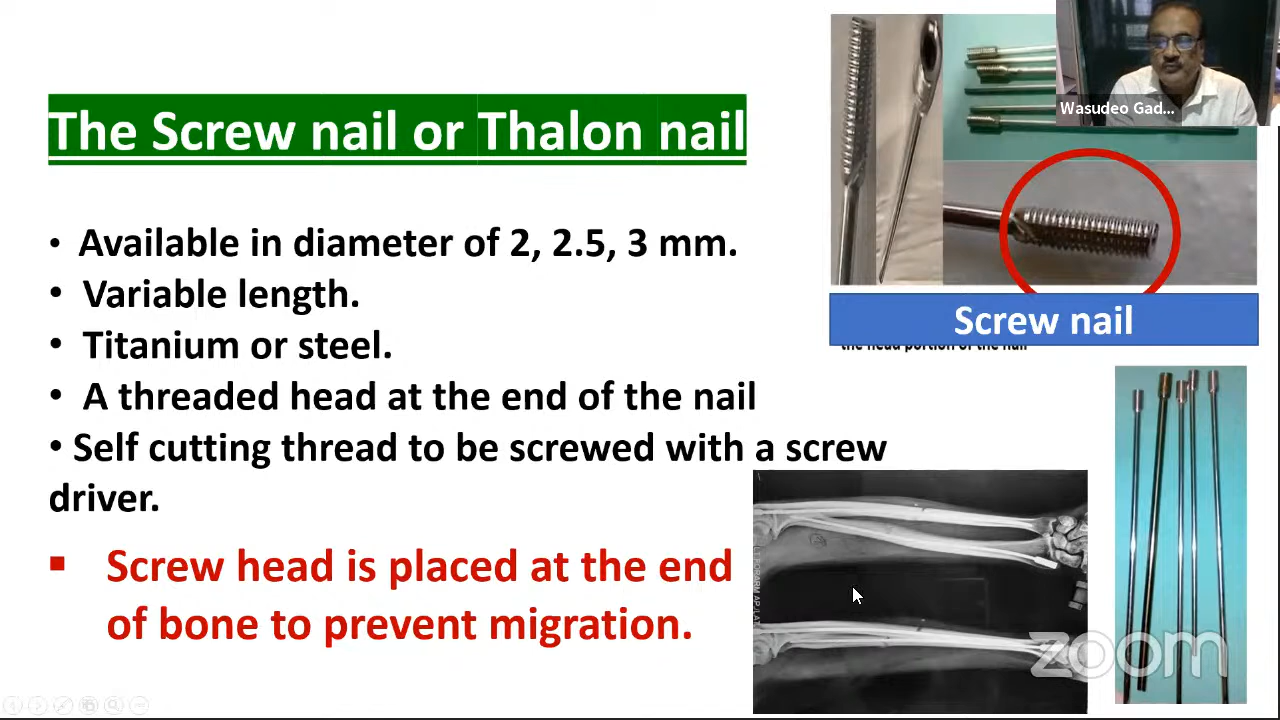 Wasudeo Gad...
The Screw nail or Thalon nail
• Available in diameter of 2, 2.5, 3 mm.
• Variable length.
• Titanium or steel.
• A threaded head at the end of the nail
• Self cutting thread to be screwed with a screw
driver.
▪ Screw head is placed at the end
of bone to prevent migration.
Screw nail
the head portion of the nail
zoom